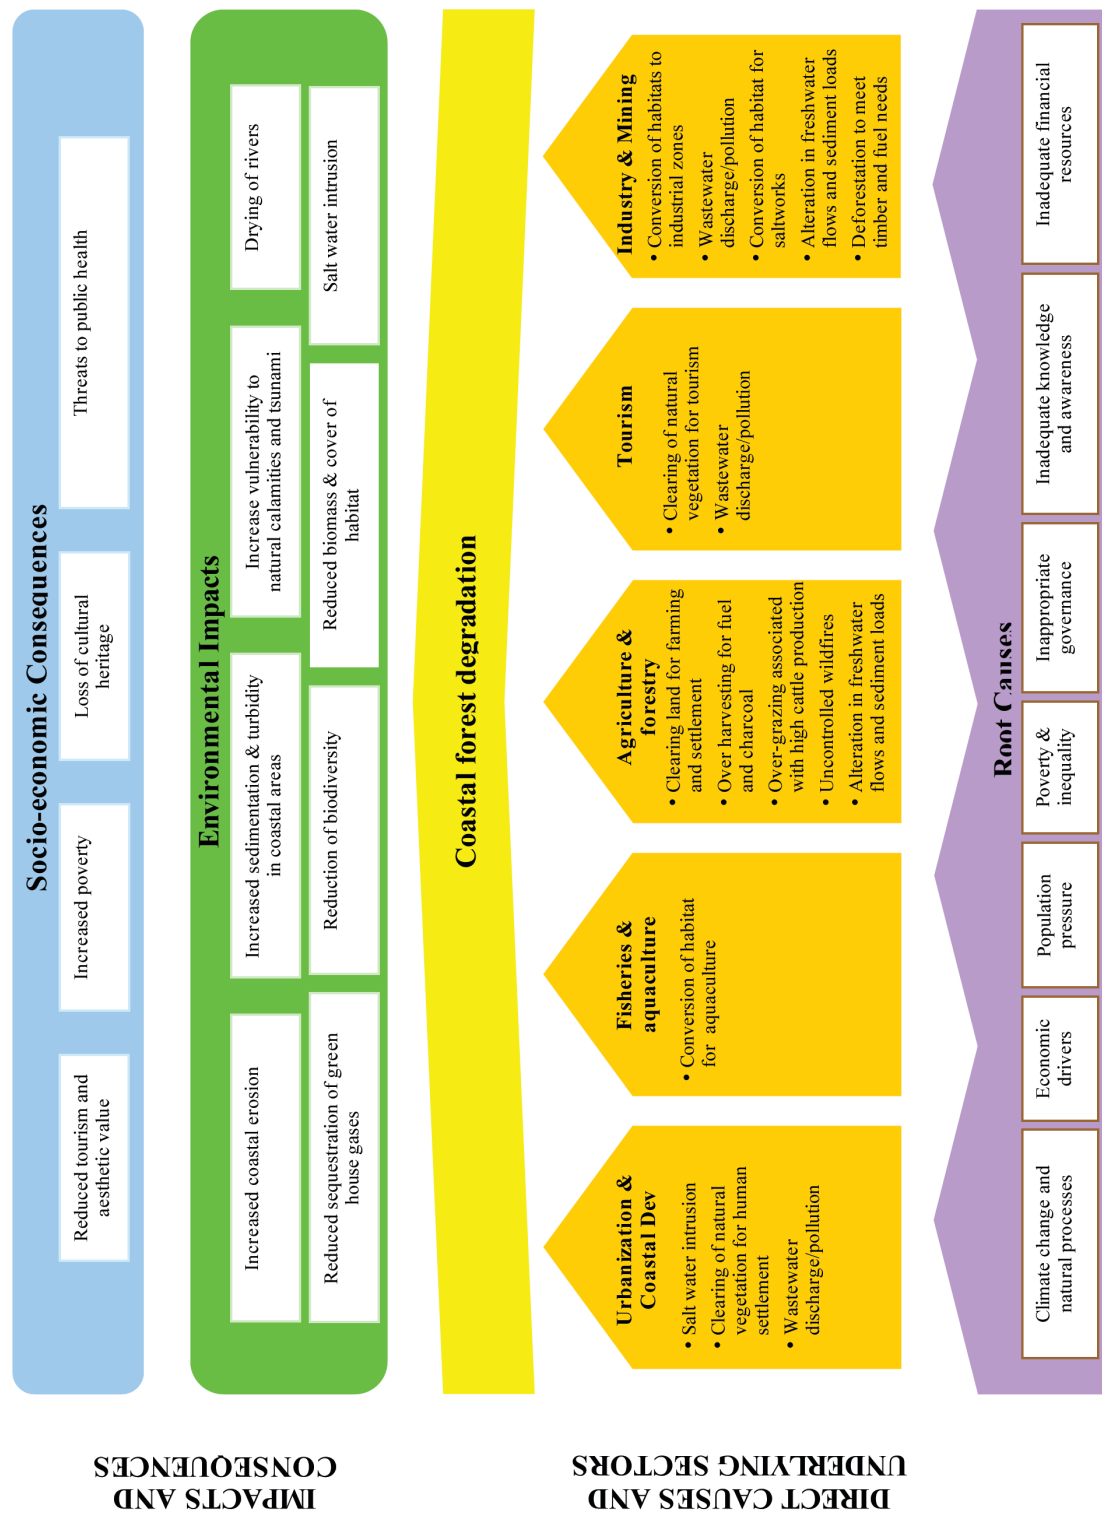 Socio-economic Consequences
Reduced tourism and
aesthetic value
Increased poverty
Loss of cultural
heritage
Threats to public health
Environmental Impacts
Increased coastal erosion
Increased sedimentation & turbidity
in coastal areas
Increase vulnerability to
natural calamities and tsunami
Drying of rivers
Reduced sequestration of green
house gases
Reduction of biodiversity
Reduced biomass & cover of
habitat
Salt water intrusion
IMPACTS AND
CONSEQUENCES
Coastal forest degradation
Urbanization &
Coastal Dev
• Salt water intrusion
• Clearing of natural
vegetation for human
settlement
• Wastewater
discharge/pollution
Fisheries &
aquaculture
• Conversion of habitat
for aquaculture
Agriculture &
forestry
• Clearing land for farming
and settlement
• Over harvesting for fuel
and charcoal
• Over-grazing associated
with high cattle production
• Uncontrolled wildfires
• Alteration in freshwater
flows and sediment loads
Tourism
• Clearing of natural
vegetation for tourism
• Wastewater
discharge/pollution
Industry & Mining
• Conversion of habitats to
industrial zones
• Wastewater
discharge/pollution
• Conversion of habitat for
saltworks
• Alteration in freshwater
flows and sediment loads
• Deforestation to meet
timber and fuel needs
DIRECT CAUSES AND
UNDERLYING SECTORS
Root Causes
Climate change and
natural processes
Economic
drivers
Population
pressure
Poverty &
inequality
Inappropriate
governance
Inadequate knowledge
and awareness
Inadequate financial
resources